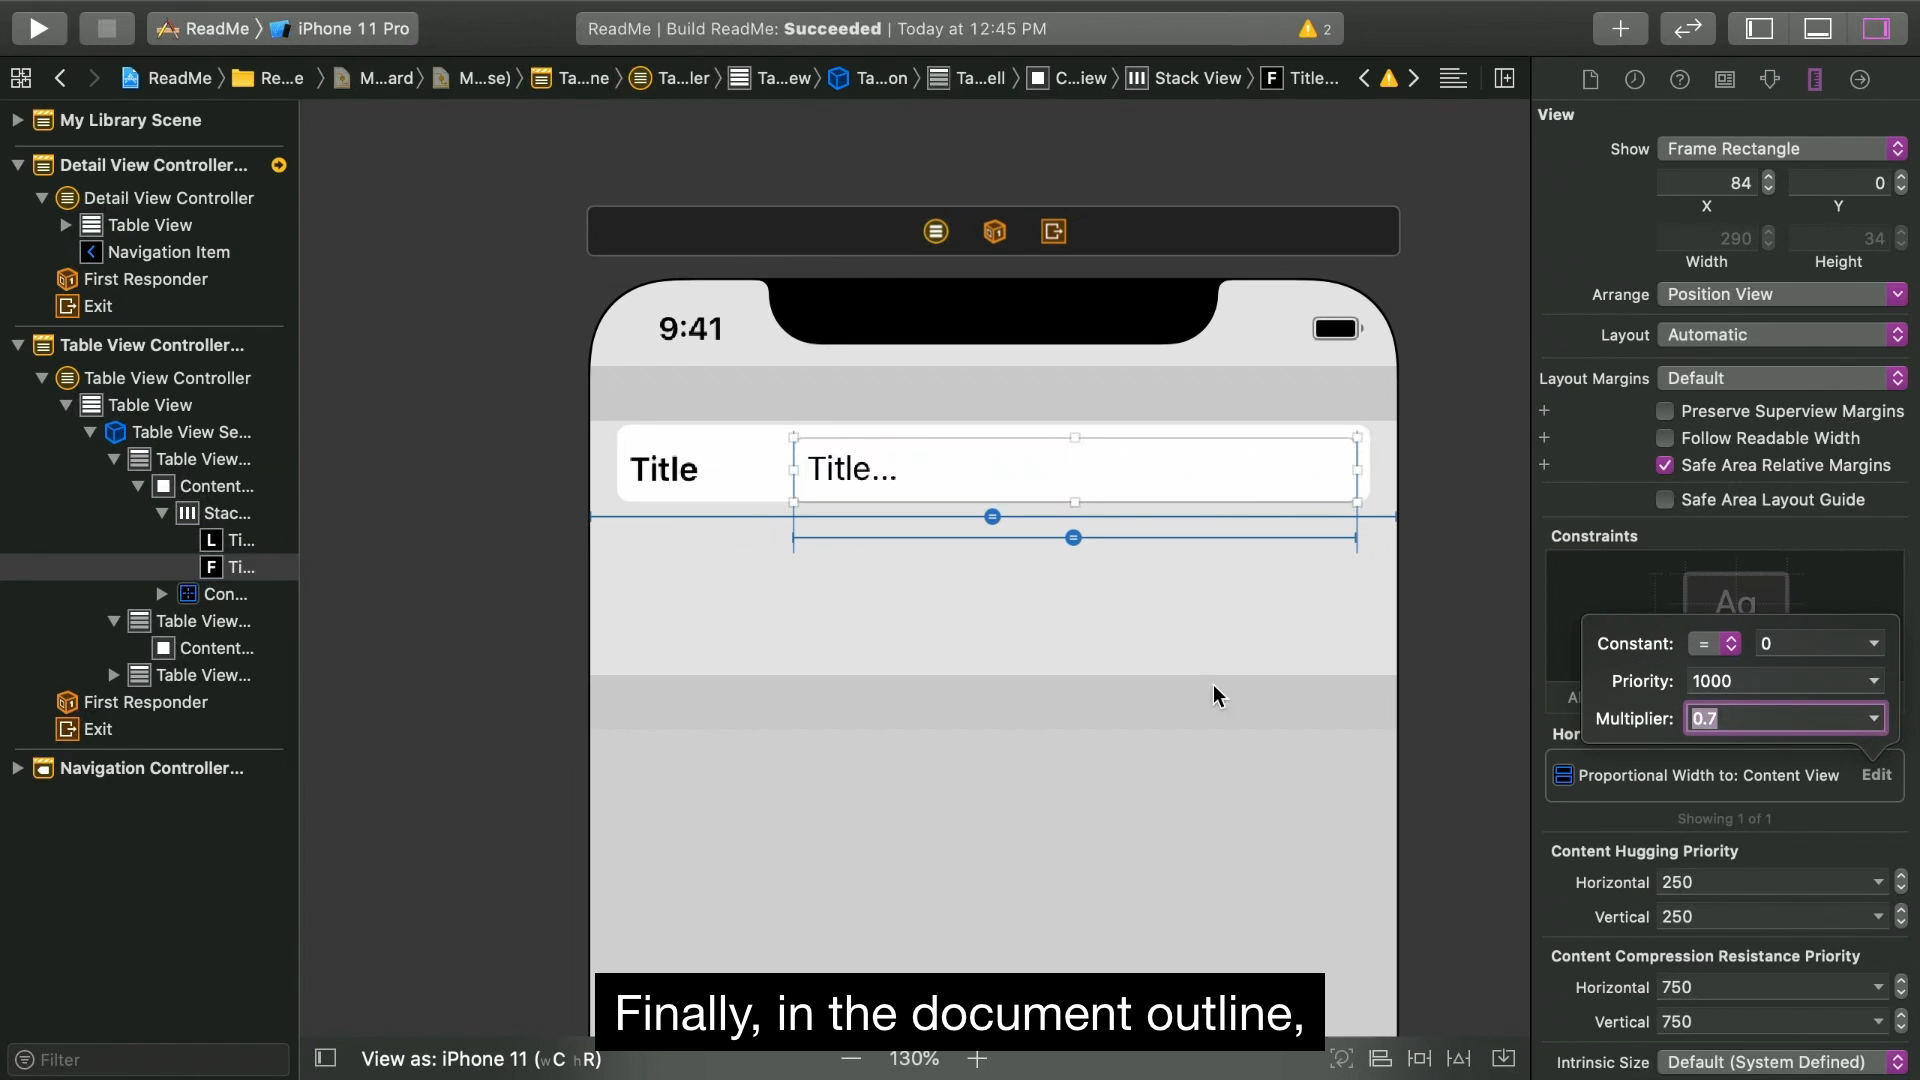 ReadMe 〉 iPhone 11 Pro
ReadMe | Build ReadMe: Succeeded | Today at 12:45 PM
2
ReadMe 〉 Re...e 〉 M...ard 〉 M...se) 〉 Ta...ne 〉 Ta...ler 〉 Ta...ew 〉 Ta...on 〉 Ta...ell 〉 C...iew 〉 Stack View 〉 F Title...
My Library Scene
Detail View Controller...
Detail View Controller
Table View
Navigation Item
First Responder
Exit
Table View Controller...
Table View Controller
Table View
Table View Se...
Table View...
Content...
Stac...
L Ti...
F Ti...
Con...
Table View...
Content...
Table View...
First Responder
Exit
Navigation Controller...
Filter
9:41
Title
Title...
Finally, in the document outline,
View as: iPhone 11 (wC hR)
130%
View
Show Frame Rectangle
84 0
X Y
290 34
Width Height
Arrange Position View
Layout Automatic
Layout Margins Default
Preserve Superview Margins
Follow Readable Width
Safe Area Relative Margins
Safe Area Layout Guide
Constraints
Ag
Constant: = 0
Priority: 1000
Multiplier: 0.7
Hor
Proportional Width to: Content View Edit
Showing 1 of 1
Content Hugging Priority
Horizontal 250
Vertical 250
Content Compression Resistance Priority
Horizontal 750
Vertical 750
Intrinsic Size Default (System Defined)